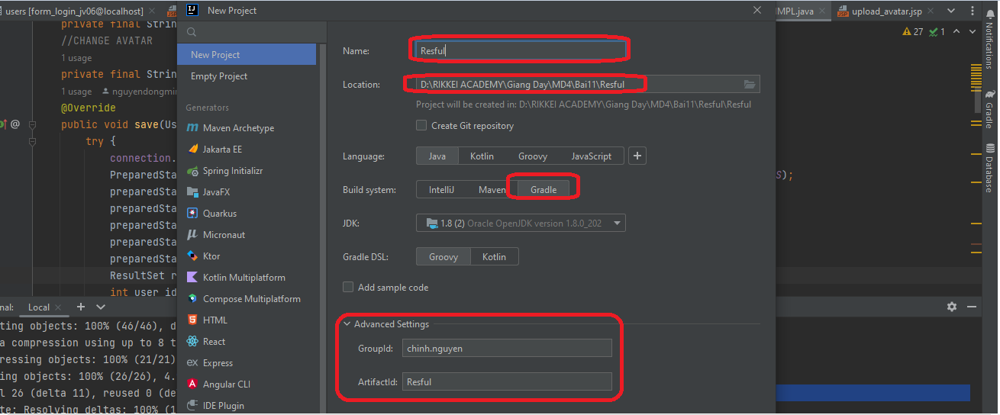 users [form_login_jv06@localhost]
New Project
MPL.java
upload_avatar.jsp
private final Strin
//CHANGE AVATAR
1 usage
private final Strin
1 usage nguyendongmin
@Override
public void save(Us
try {
connection.
PreparedSta
preparedSta
preparedSta
preparedSta
preparedSta
preparedSta
ResultSet r
int user id
S);
27 1
Notifications
Gradle
Database
New Project
Empty Project
Generators
Maven Archetype
Jakarta EE
Spring Initializr
JavaFX
Quarkus
Micronaut
Ktor
Kotlin Multiplatform
Compose Multiplatform
HTML
React
Express
Angular CLI
IDE Plugin
Name: Resful
Location: D:\RIKKEI ACADEMY\Giang Day\MD4\Bai11\Resful
Project will be created in: D:\RIKKEI ACADEMY\Giang Day\MD4\Bai11\Resful\Resful
Create Git repository
Language: Java Kotlin Groovy JavaScript +
Build system: IntelliJ Maven Gradle
JDK: 1.8 (2) Oracle OpenJDK version 1.8.0_202
Gradle DSL: Groovy Kotlin
Add sample code
Advanced Settings
GroupId: chinh.nguyen
ArtifactId: Resful
nal: Local
ting objects: 100% (46/46), d
a compression using up to 8 t
ressing objects: 100% (21/21)
ing objects: 100% (26/26), 4.
l 26 (delta 11), reused 0 (de
te: Resolving deltas: 100% (1